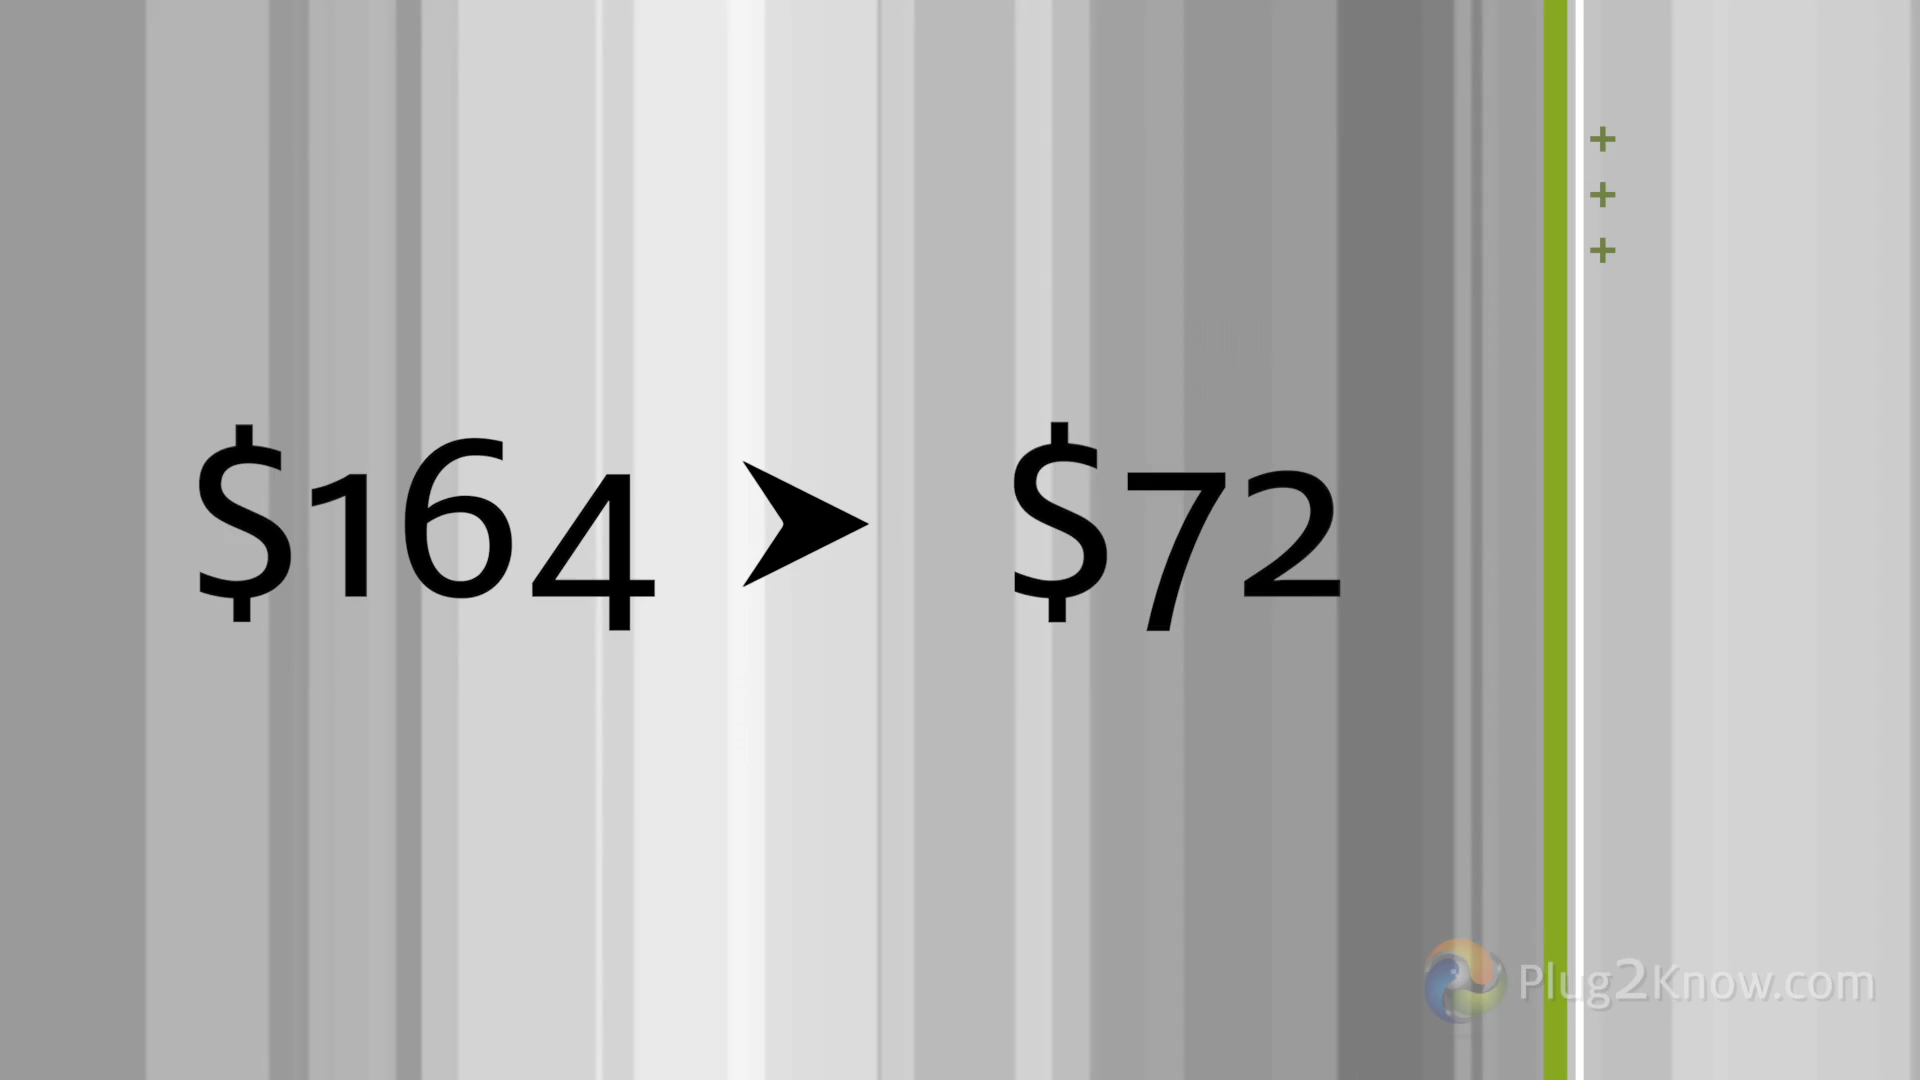 +
+
+
$164 ➤ $72
Plug2Know.com